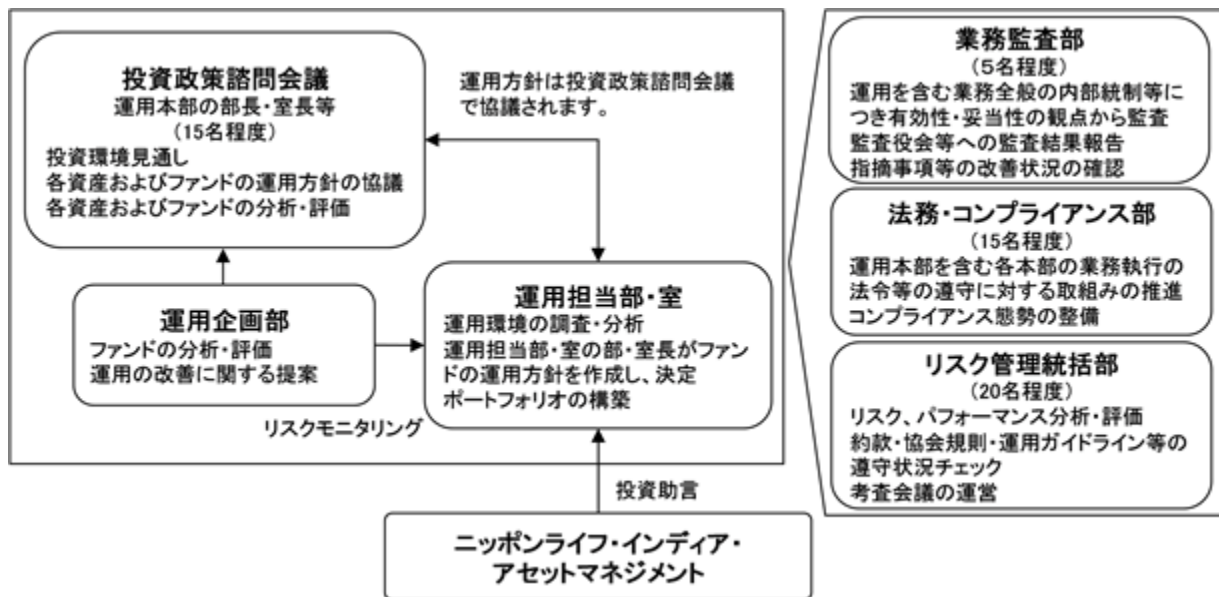 投資政策諮問会議
運用本部の部長・室長等
(15名程度)
投資環境見通し
各資産およびファンドの運用方針の協議
各資産およびファンドの分析・評価
運用方針は投資政策諮問会議
で協議されます。
運用企画部
ファンドの分析・評価
運用の改善に関する提案
リスクモニタリング
運用担当部・室
運用環境の調査・分析
運用担当部・室の部・室長がファン
ドの運用方針を作成し、決定
ポートフォリオの構築
投資助言
ニッポンライフ・インディア・
アセットマネジメント
業務監査部
(5名程度)
運用を含む業務全般の内部統制等に
つき有効性・妥当性の観点から監査
監査役会等への監査結果報告
指摘事項等の改善状況の確認
法務・コンプライアンス部
(15名程度)
運用本部を含む各本部の業務執行の
法令等の遵守に対する取組みの推進
コンプライアンス態勢の整備
リスク管理統括部
(20名程度)
リスク、パフォーマンス分析・評価
約款・協会規則・運用ガイドライン等の
遵守状況チェック
考査会議の運営